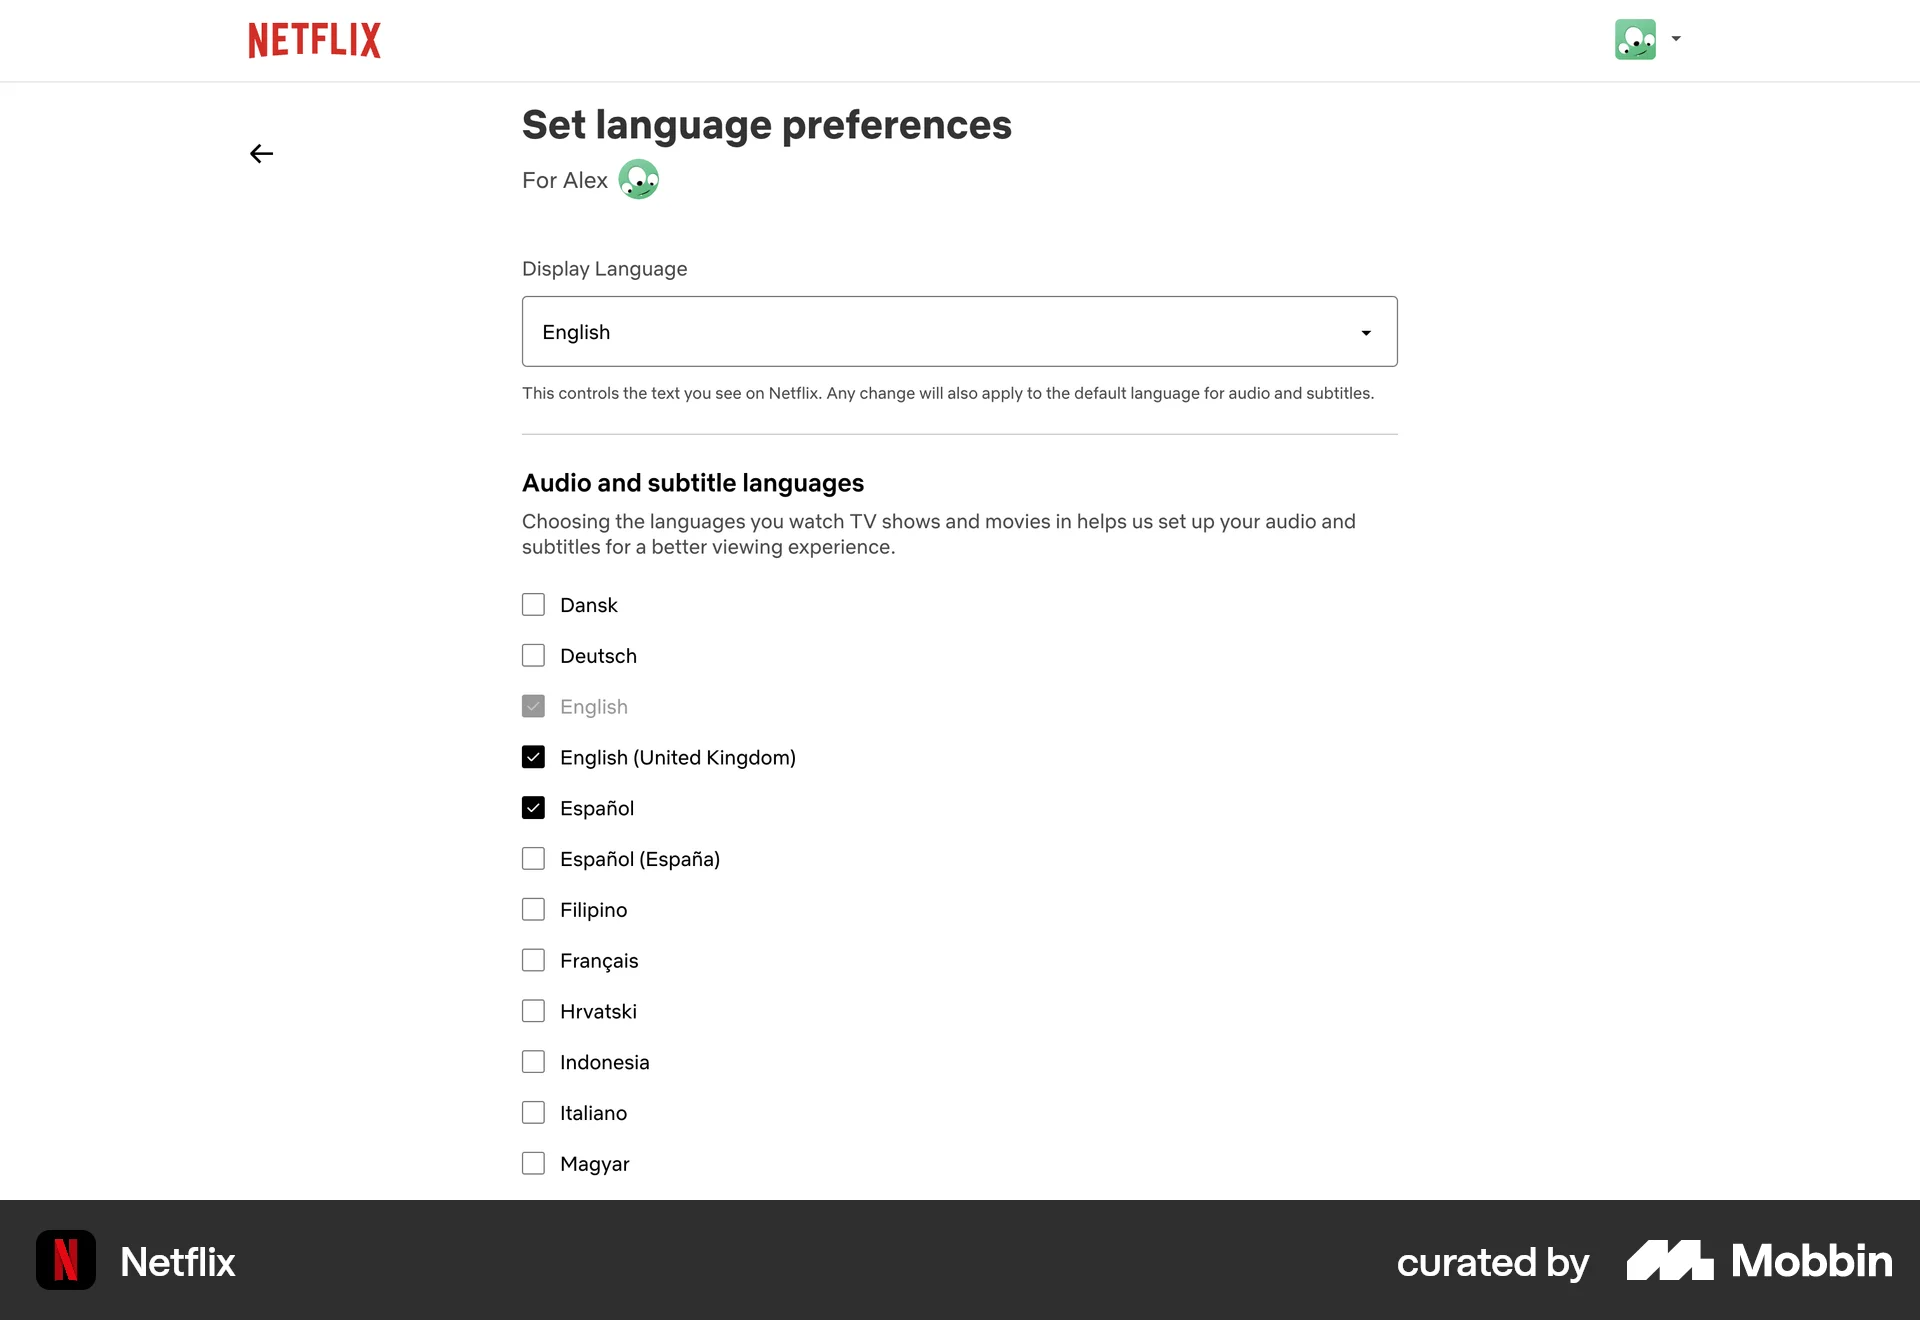 NETFLIX
Set language preferences
For Alex
Display Language
English
This controls the text you see on Netflix. Any change will also apply to the default language for audio and subtitles.
Audio and subtitle languages
Choosing the languages you watch TV shows and movies in helps us set up your audio and
subtitles for a better viewing experience.
Dansk
Deutsch
English
English (United Kingdom)
Español
Español (España)
Filipino
Français
Hrvatski
Indonesia
Italiano
Magyar
N Netflix
curated by Mobbin